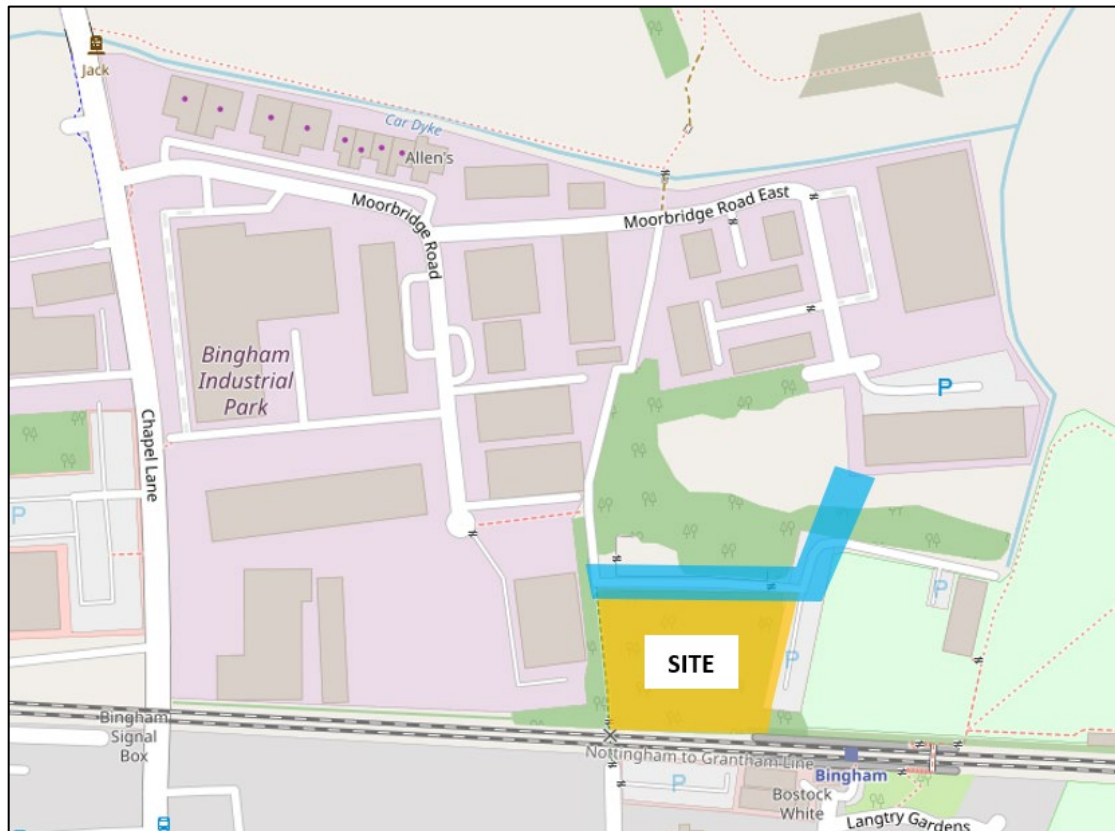 Jack
Car Dyke
Allen's
Moorbridge Road
Moorbridge Road East
Bingham
Industrial
Park
P
Chapel Lane
P
P
P
SITE
Bingham
Signal
Box
Nottingham to Grantham Line
Bingham
P
Bostock
White
Langtry Gardens